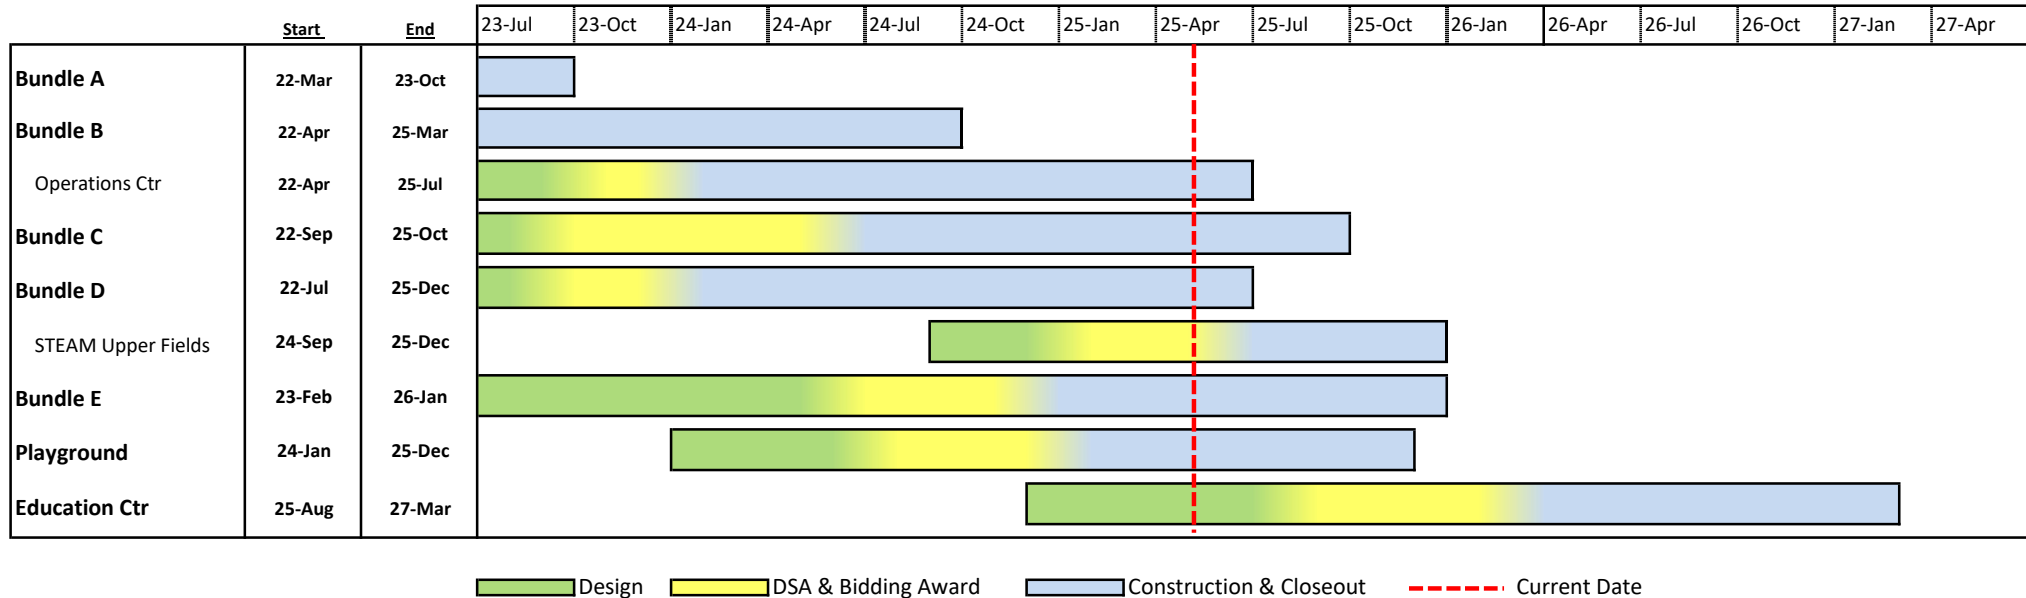 Start End 23-Jul 23-Oct 24-Jan 24-Apr 24-Jul 24-Oct 25-Jan 25-Apr 25-Jul 25-Oct 26-Jan 26-Apr 26-Jul 26-Oct 27-Jan 27-Apr
Bundle A 22-Mar 23-Oct
Bundle B 22-Apr 25-Mar
Operations Ctr 22-Apr 25-Jul
Bundle C 22-Sep 25-Oct
Bundle D 22-Jul 25-Dec
STEAM Upper Fields 24-Sep 25-Dec
Bundle E 23-Feb 26-Jan
Playground 24-Jan 25-Dec
Education Ctr 25-Aug 27-Mar
Design DSA & Bidding Award Construction & Closeout Current Date